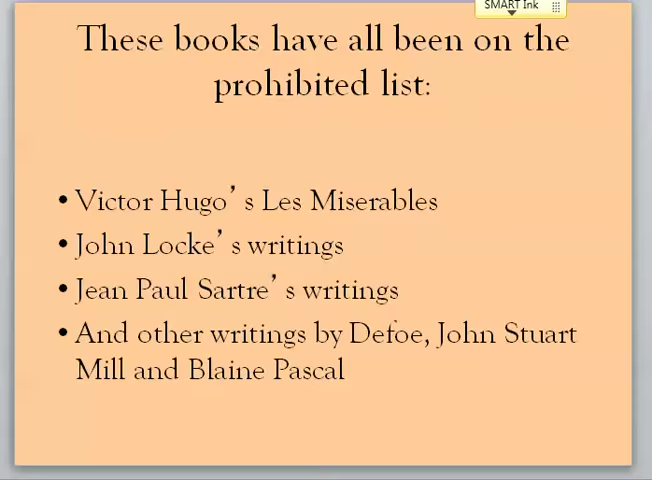 SMART Ink
These books have all been on the
prohibited list:
• Victor Hugo’s Les Miserables
• John Locke’s writings
• Jean Paul Sartre’s writings
• And other writings by Defoe, John Stuart
Mill and Blaine Pascal